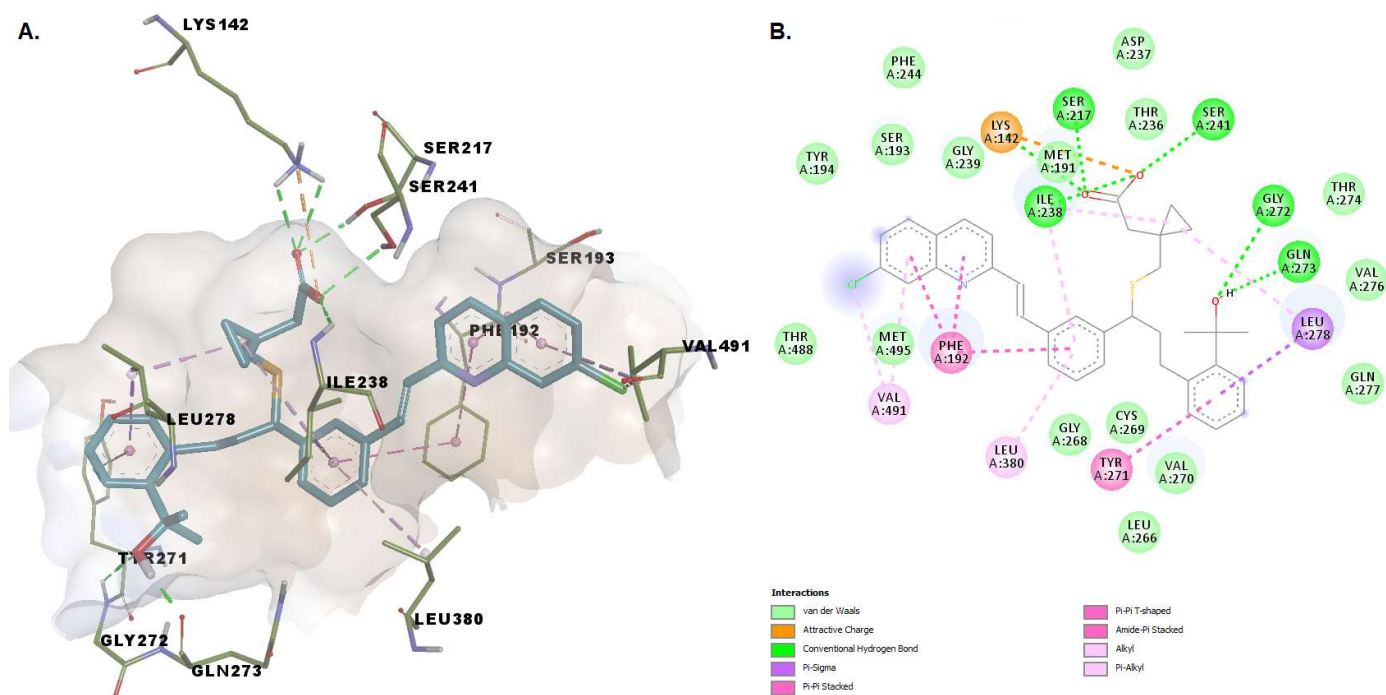 A.
LYS142
SER217
SER241
SER193
PHE192
VAL491
ILE238
LEU278
TYR271
LEU380
GLY272
GLN273
B.
ASP
A:237
PHE
A:244
SER
A:217
THR
A:236
SER
A:241
LYS
A:142
SER
A:193
TYR
A:194
GLY
A:239
MET
A:191
ILE
A:238
GLY
A:272
THR
A:274
GLN
A:273
VAL
A:276
LEU
A:278
GLN
A:277
THR
A:488
MET
A:495
PHE
A:192
VAL
A:491
LEU
A:380
GLY
A:268
CYS
A:269
TYR
A:271
VAL
A:270
LEU
A:266
O
O
Cl
N
S
O
H
Interactions
van der Waals
Attractive Charge
Conventional Hydrogen Bond
Pi-Sigma
Pi-Pi Stacked
Pi-Pi T-shaped
Amide-Pi Stacked
Alkyl
Pi-Alkyl